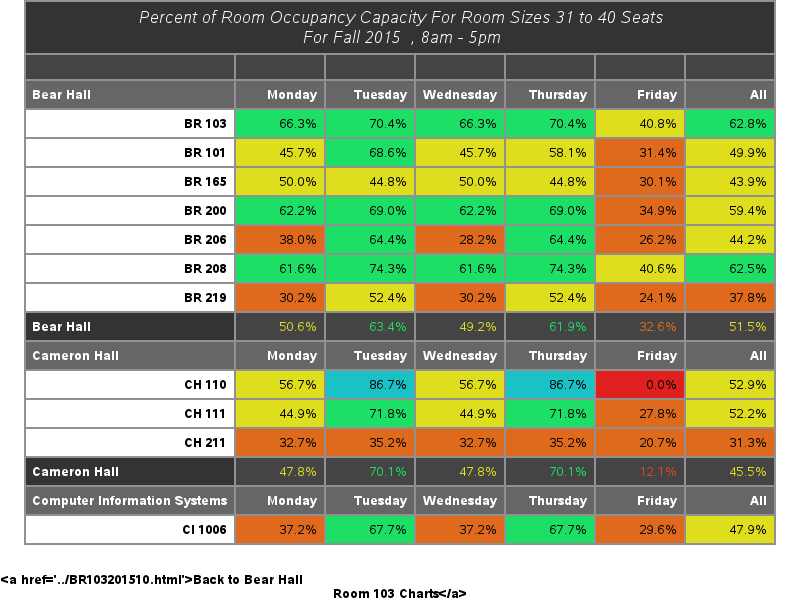 Percent of Room Occupancy Capacity For Room Sizes 31 to 40 Seats
For Fall 2015 , 8am - 5pm
Bear Hall Monday Tuesday Wednesday Thursday Friday All
BR 103 66.3% 70.4% 66.3% 70.4% 40.8% 62.8%
BR 101 45.7% 68.6% 45.7% 58.1% 31.4% 49.9%
BR 165 50.0% 44.8% 50.0% 44.8% 30.1% 43.9%
BR 200 62.2% 69.0% 62.2% 69.0% 34.9% 59.4%
BR 206 38.0% 64.4% 28.2% 64.4% 26.2% 44.2%
BR 208 61.6% 74.3% 61.6% 74.3% 40.6% 62.5%
BR 219 30.2% 52.4% 30.2% 52.4% 24.1% 37.8%
Bear Hall 50.6% 63.4% 49.2% 61.9% 32.6% 51.5%
Cameron Hall Monday Tuesday Wednesday Thursday Friday All
CH 110 56.7% 86.7% 56.7% 86.7% 0.0% 52.9%
CH 111 44.9% 71.8% 44.9% 71.8% 27.8% 52.2%
CH 211 32.7% 35.2% 32.7% 35.2% 20.7% 31.3%
Cameron Hall 47.8% 70.1% 47.8% 70.1% 12.1% 45.5%
Computer Information Systems Monday Tuesday Wednesday Thursday Friday All
CI 1006 37.2% 67.7% 37.2% 67.7% 29.6% 47.9%
<a href='../BR103201510.html'>Back to Bear Hall
Room 103 Charts</a>